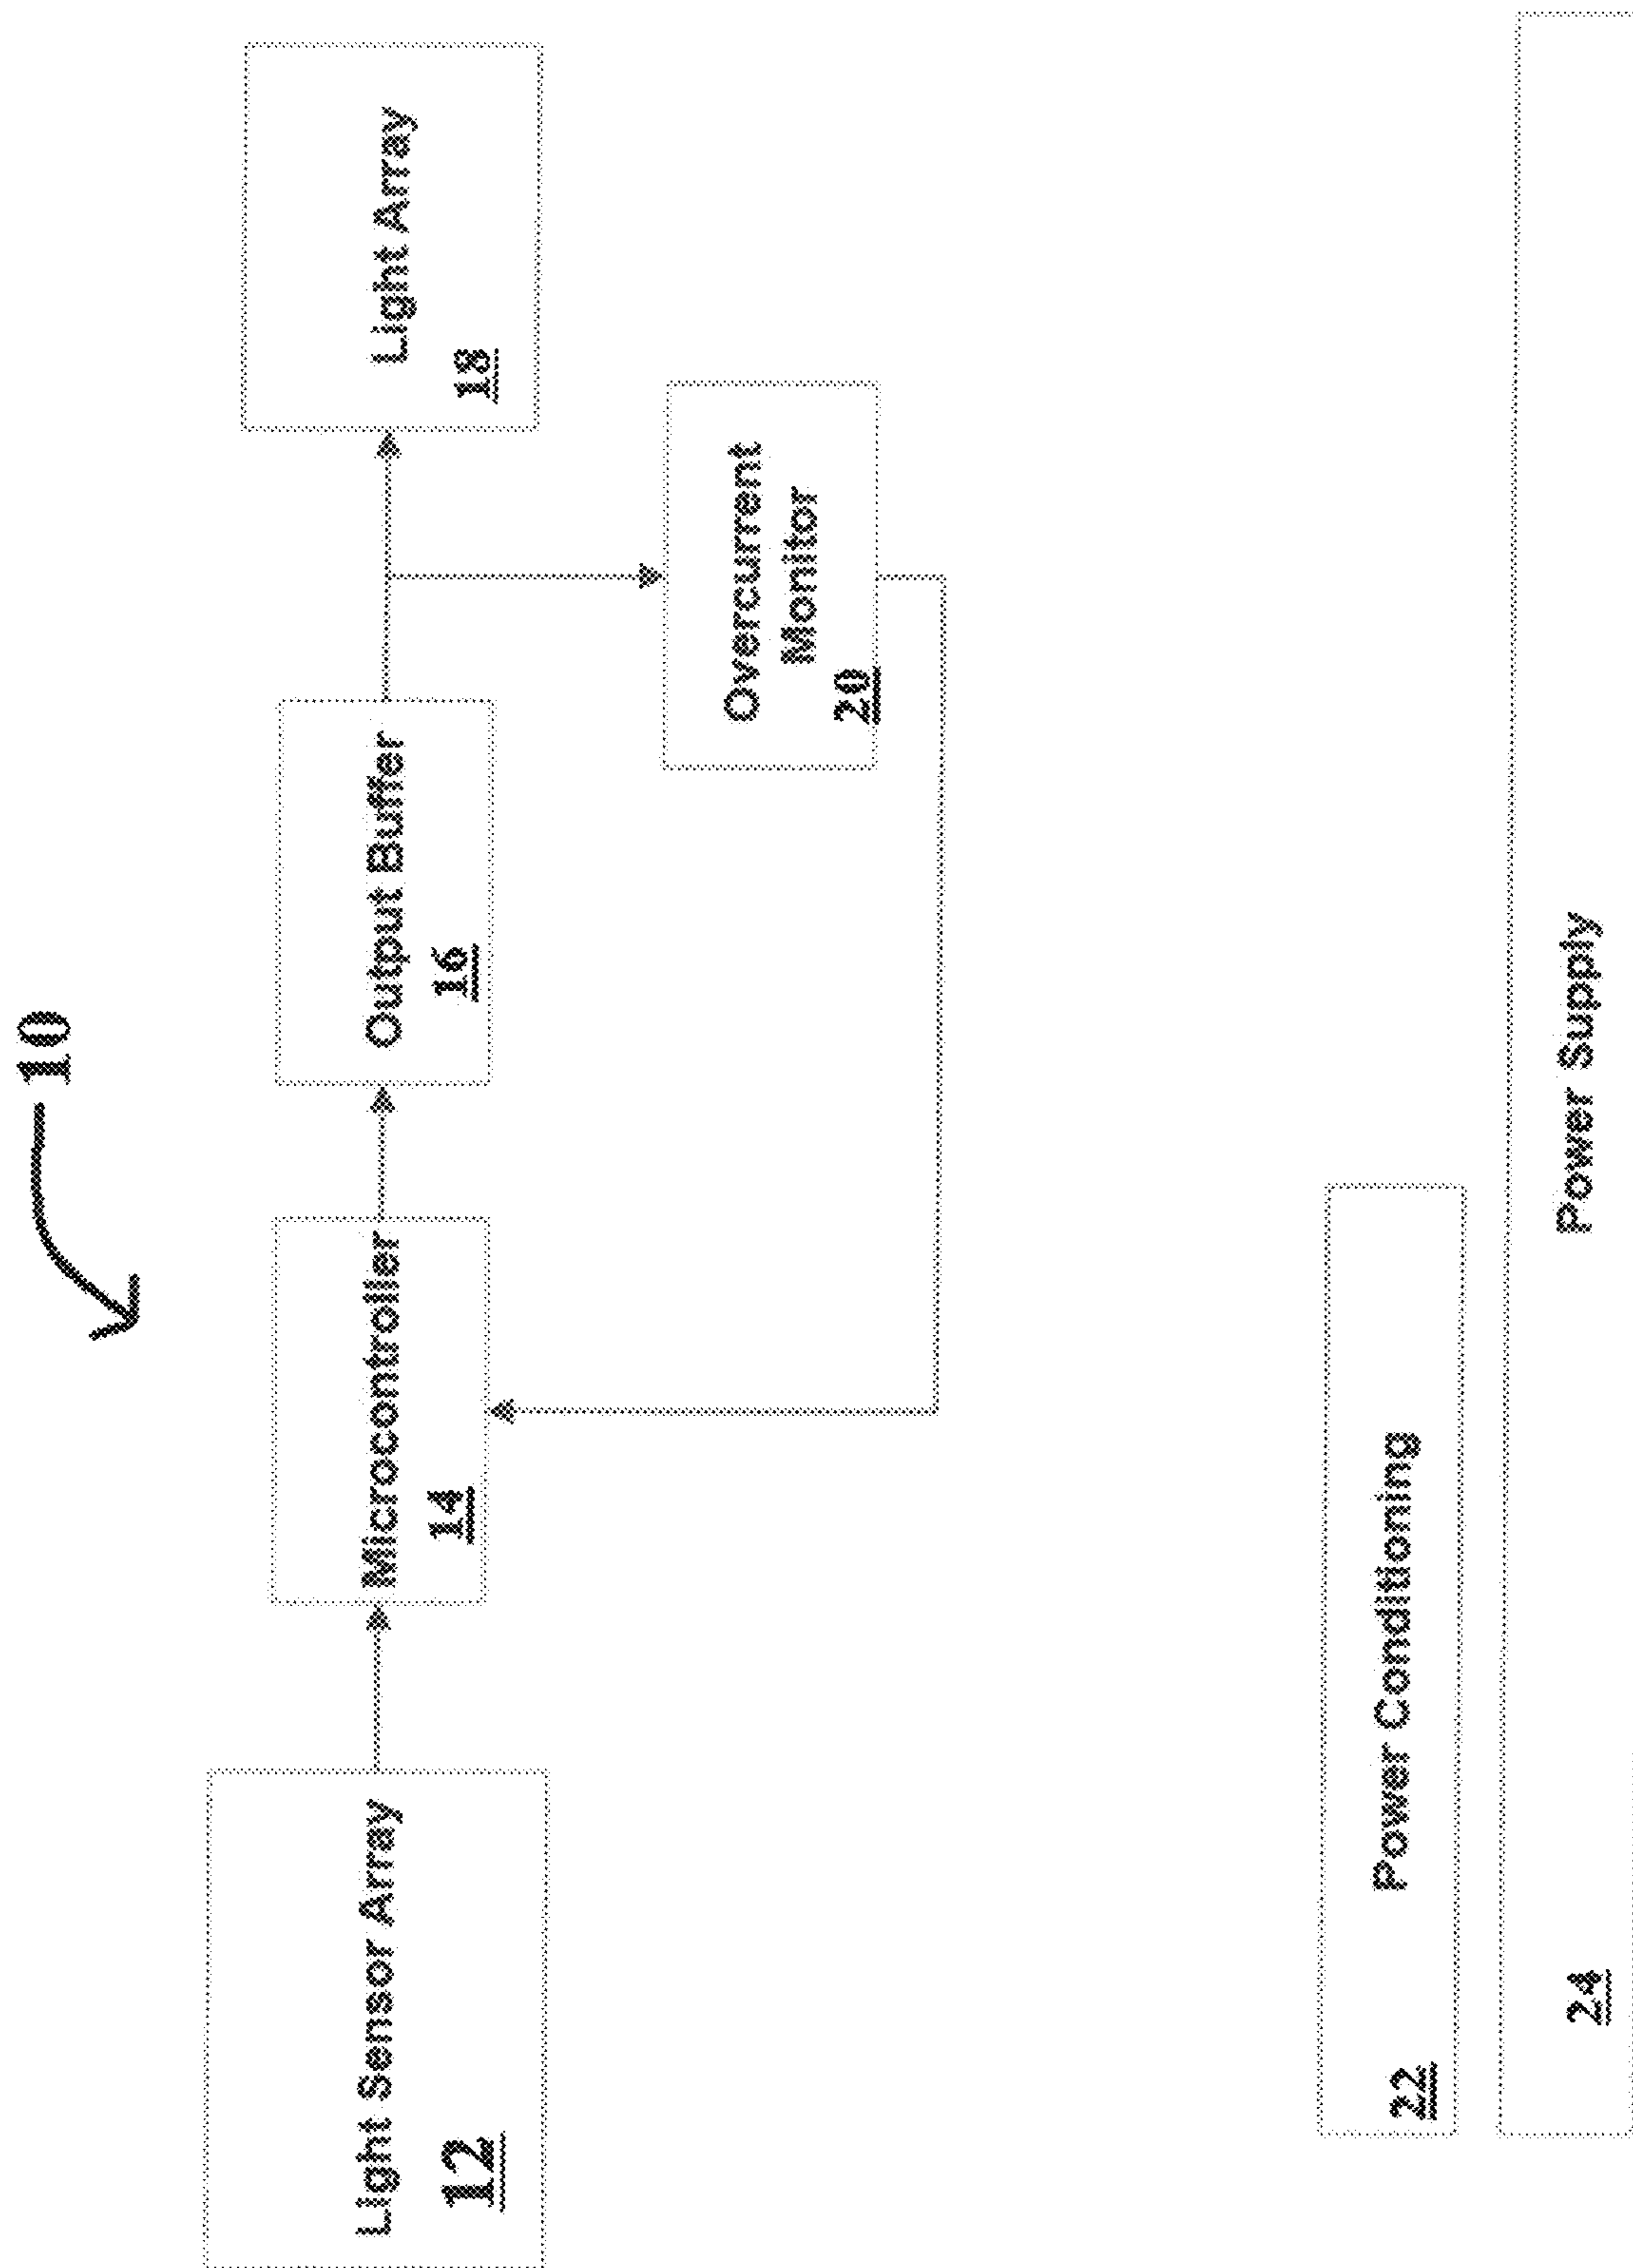 10
Light Sensor Array
12
Microcontroller
14
Output Buffer
16
Light Array
18
Overcurrent
Monitor
20
Power Conditioning
22
Power Supply
24